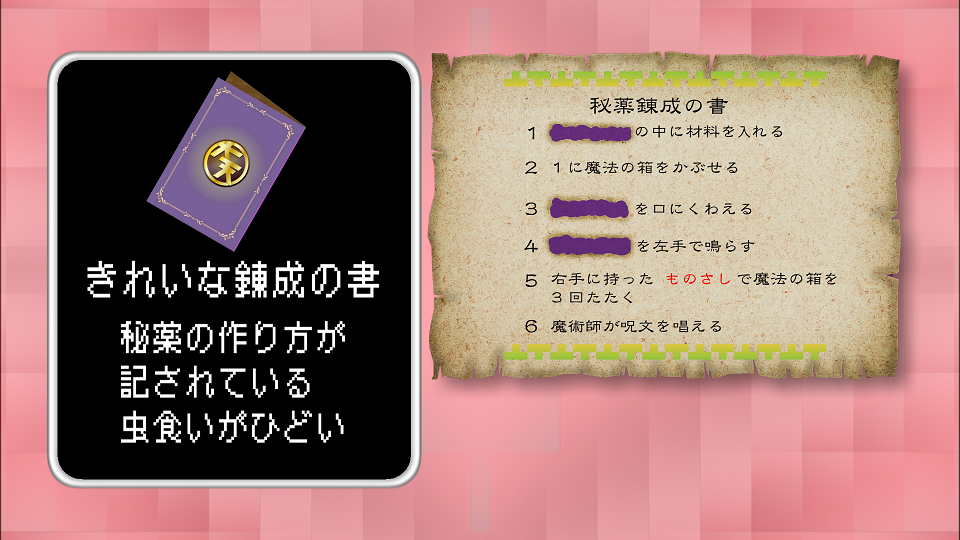 きれいな錬成の書
秘薬の作り方が
記されている
虫食いがひどい
秘薬錬成の書
1 の中に材料を入れる
2 1に魔法の箱をかぶせる
3 を口にくわえる
4 を左手で鳴らす
5 右手に持った ものさし で魔法の箱を
3回たたく
6 魔術師が呪文を唱える